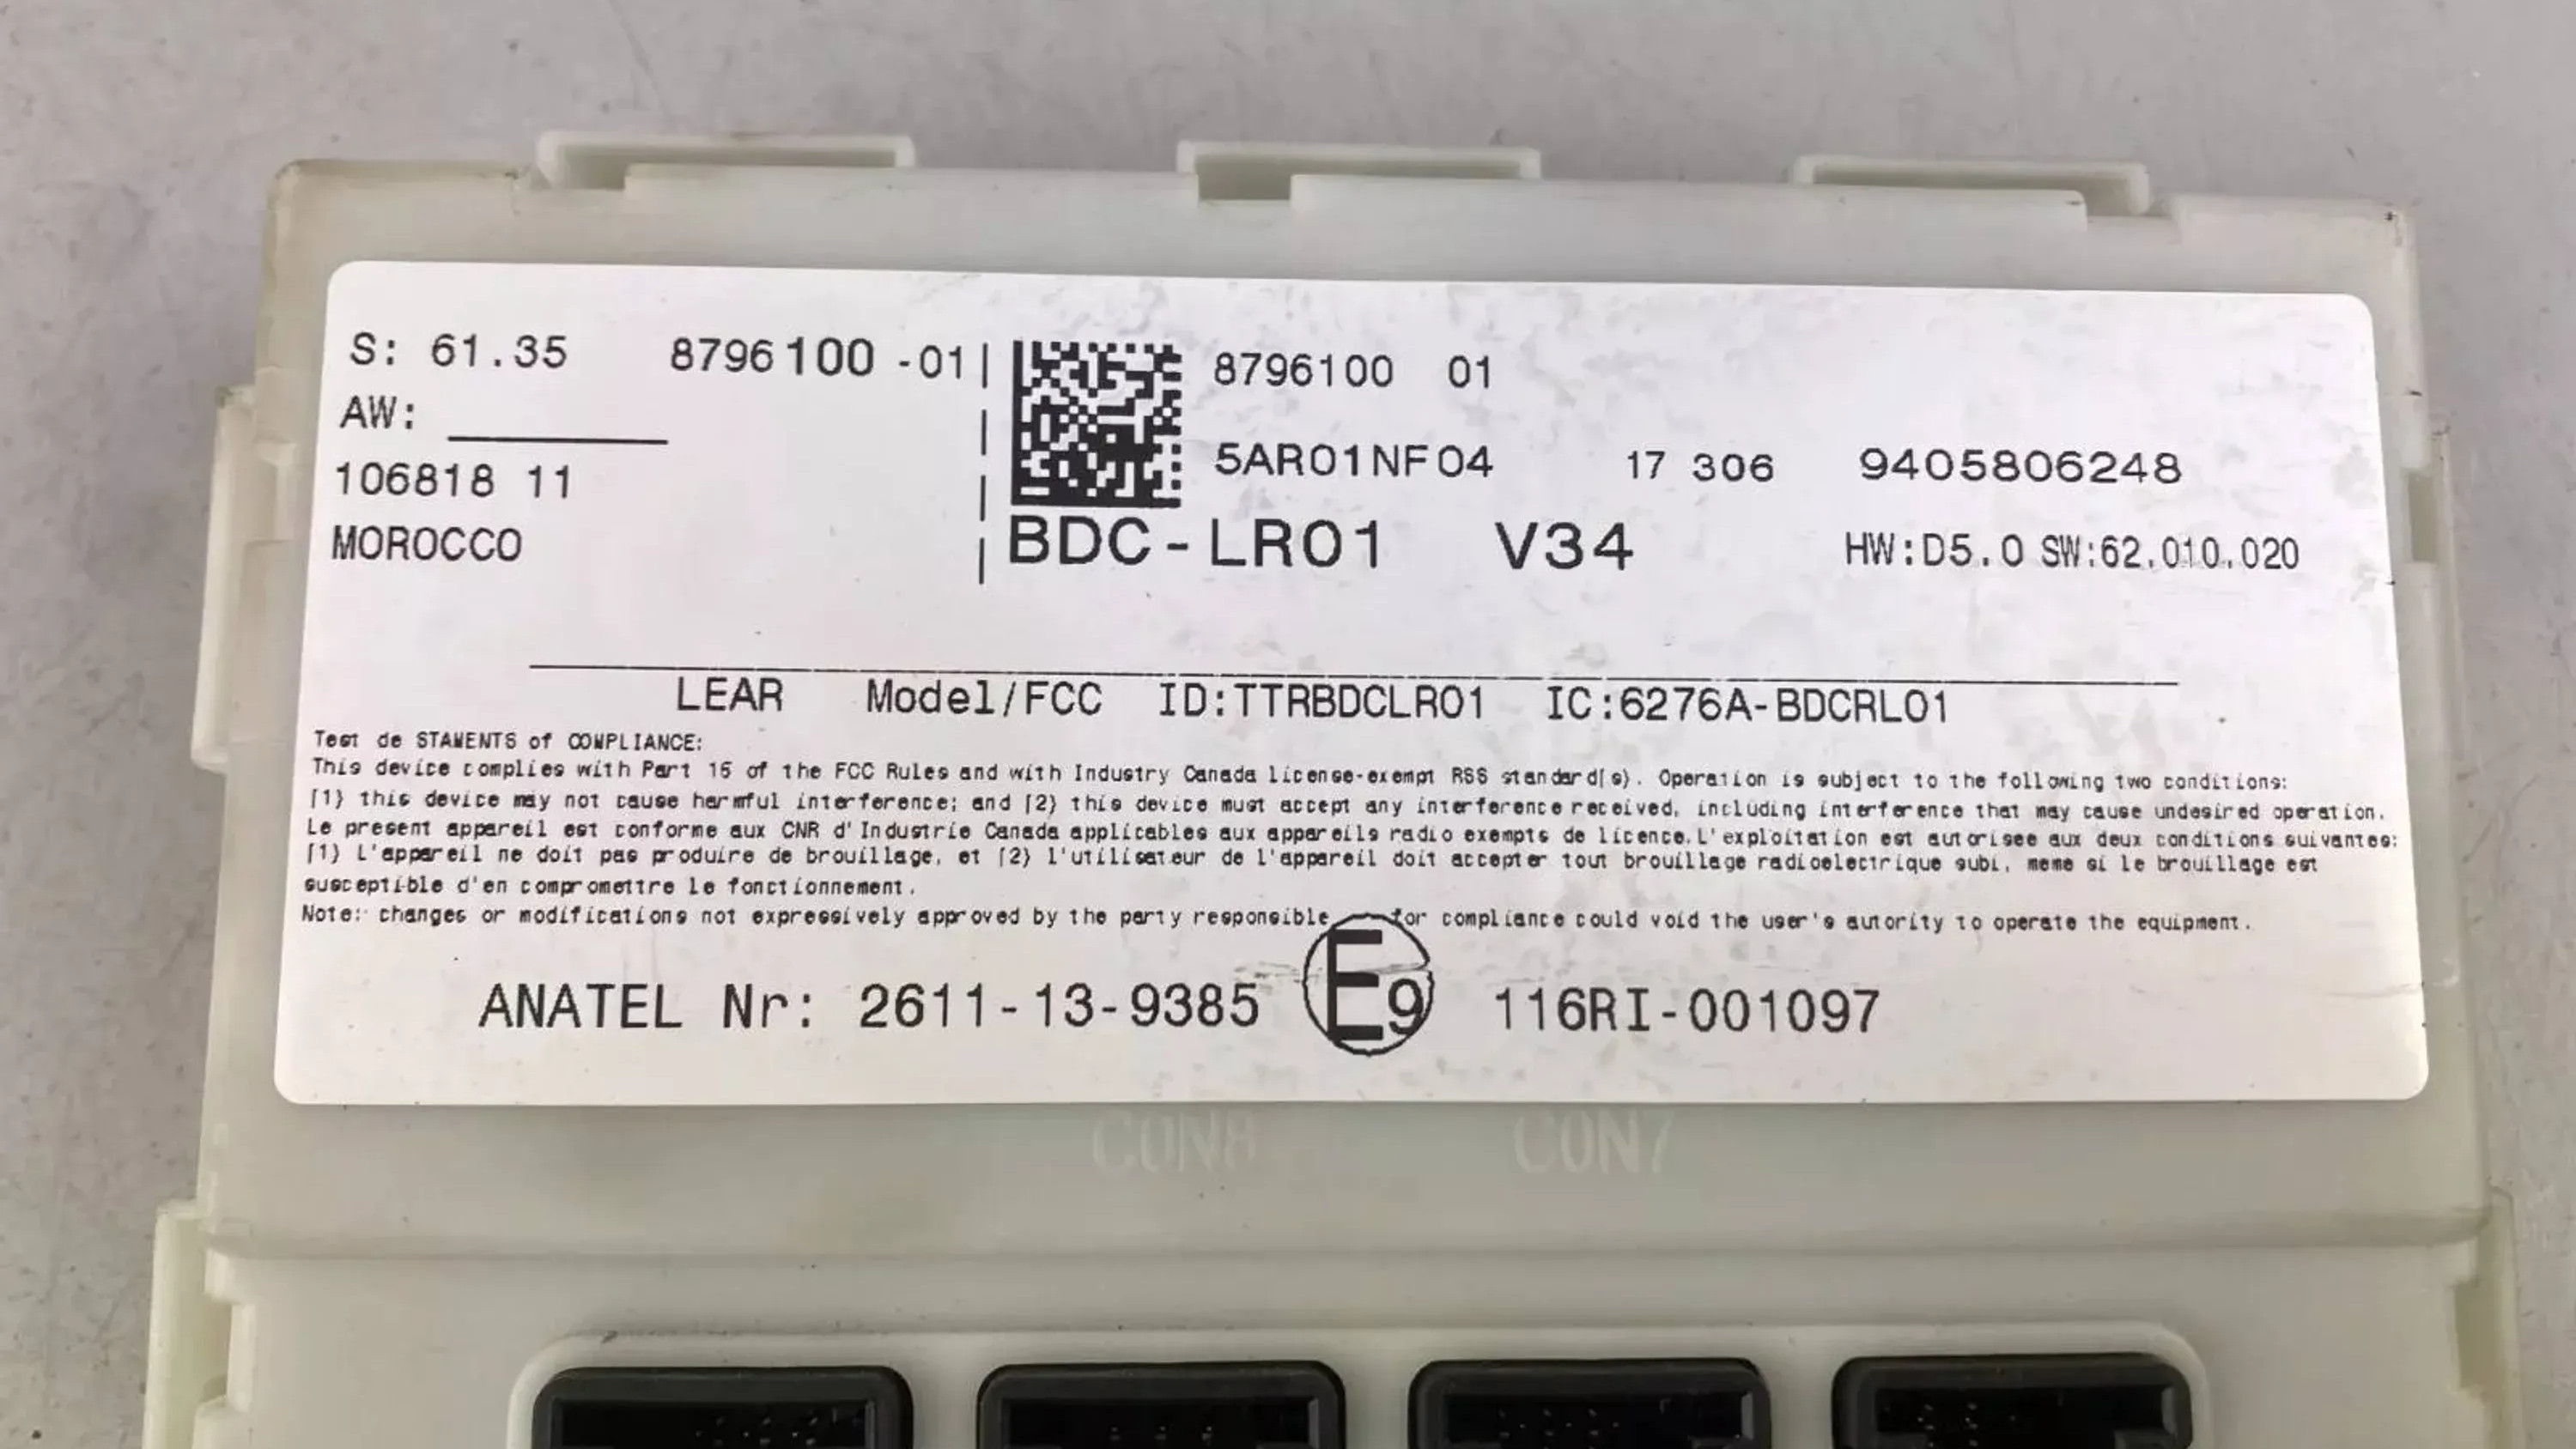 S: 61.35 8796100 -01
AW:
106818 11
MOROCCO
8796100 01
5AR01NF04 17 306 9405806248
BDC-LR01 V34 HW:D5.0 SW:62.010.020
LEAR Model/FCC ID:TTRBDCLR01 IC:6276A-BDCRL01
Test de STAWENTS of COMPLIANCE:
This device complies with Part 15 of the FCC Rules and with Industry Canada license-exempt RSS standard(s). Operation is subject to the following two conditions:
(1) this device may not cause harmful interference; and (2) this device must accept any interference received, including interference that may cause undesired operation.
Le present appareil est conforme aux CNR d'Industrie Canada applicables aux appareils radio exempts de licence.L'exploitation est autorisee aux deux conditions suivantes:
(1) L'appareil ne doit pas produire de brouillage, et (2) l'utilisateur de l'appareil doit accepter tout brouillage radioelectrique subi, meme si le brouillage est
susceptible d'en compromettre le fonctionnement.
Note: changes or modifications not expressively approved by the party responsible for compliance could void the user's autority to operate the equipment.
ANATEL Nr: 2611-13-9385 E9 116RI-001097
CON8 CON7